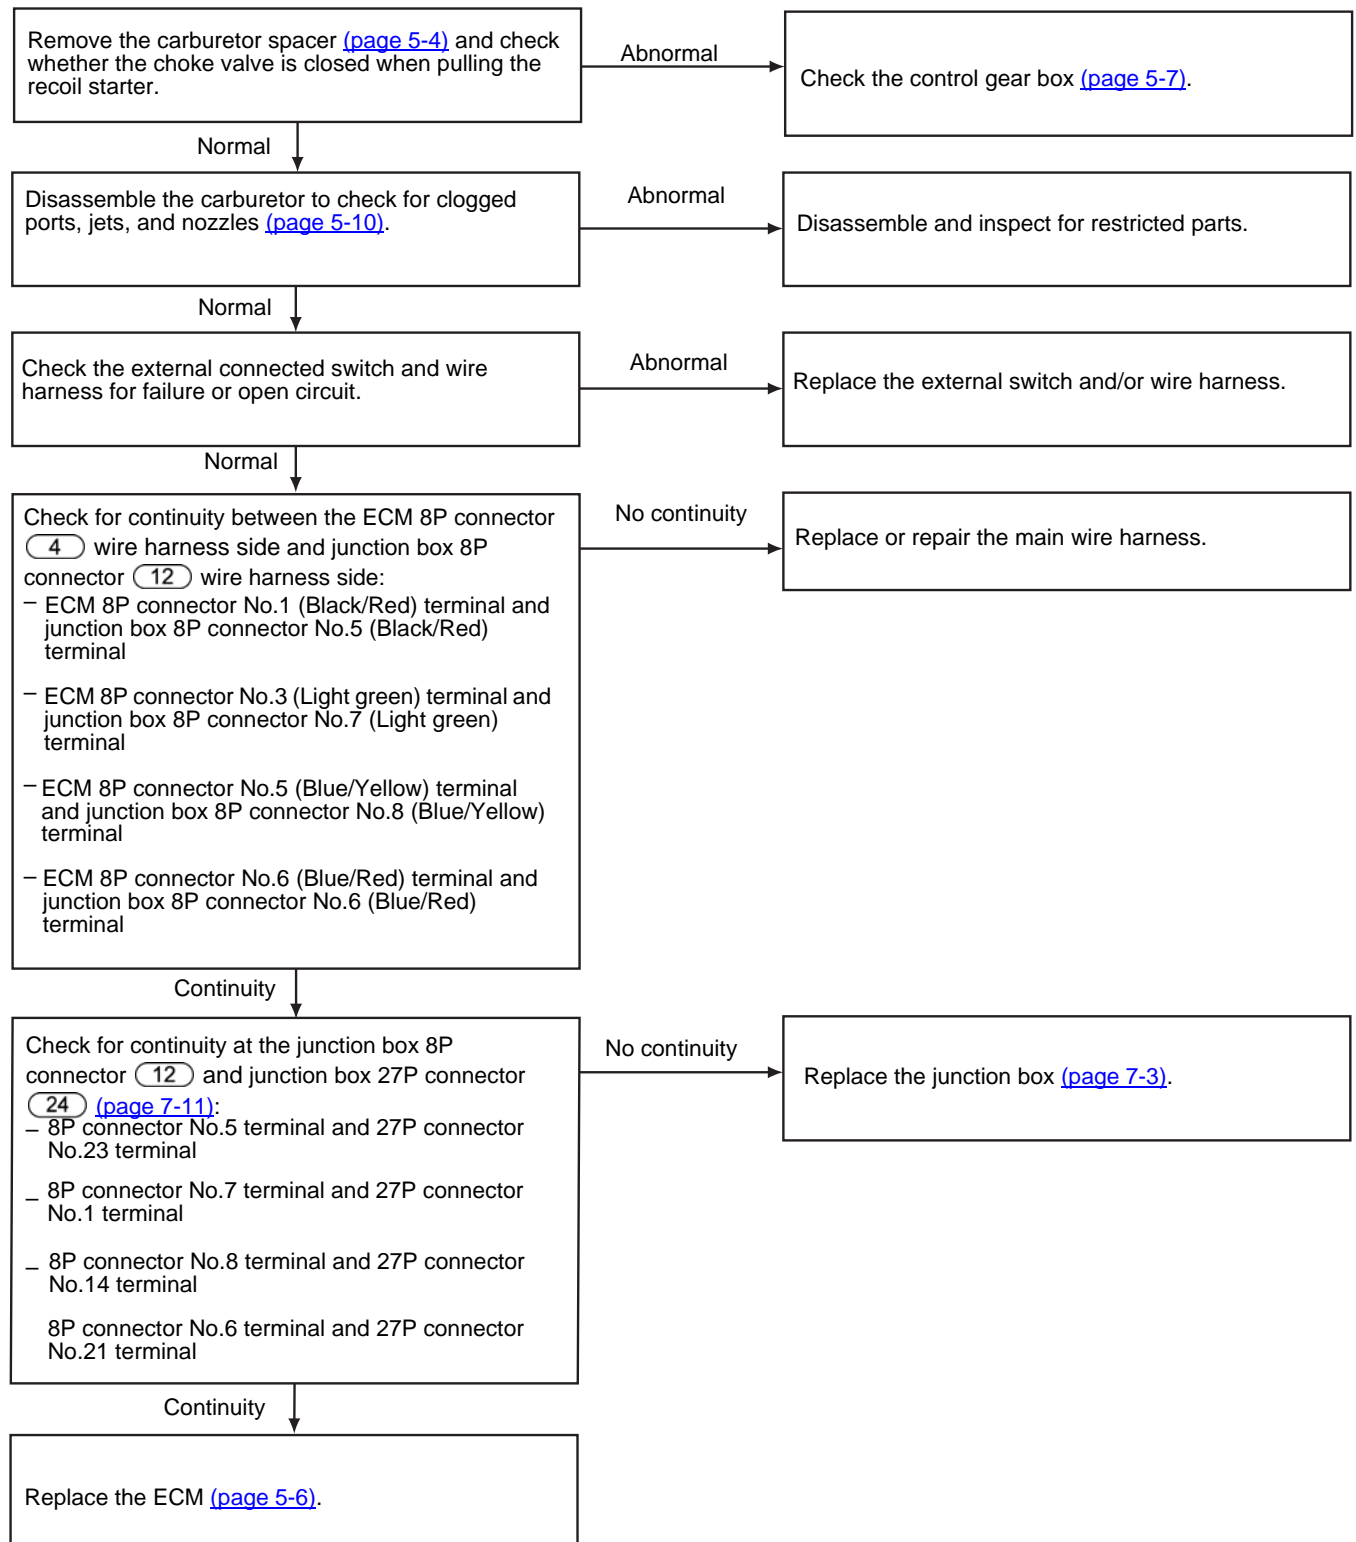 Remove the carburetor spacer (page 5-4) and check
whether the choke valve is closed when pulling the
recoil starter.
Abnormal
Check the control gear box (page 5-7).
Normal
Disassemble the carburetor to check for clogged
ports, jets, and nozzles (page 5-10).
Abnormal
Disassemble and inspect for restricted parts.
Normal
Check the external connected switch and wire
harness for failure or open circuit.
Abnormal
Replace the external switch and/or wire harness.
Normal
Check for continuity between the ECM 8P connector
4 wire harness side and junction box 8P
connector 12 wire harness side:
– ECM 8P connector No.1 (Black/Red) terminal and
junction box 8P connector No.5 (Black/Red)
terminal
– ECM 8P connector No.3 (Light green) terminal and
junction box 8P connector No.7 (Light green)
terminal
– ECM 8P connector No.5 (Blue/Yellow) terminal
and junction box 8P connector No.8 (Blue/Yellow)
terminal
– ECM 8P connector No.6 (Blue/Red) terminal and
junction box 8P connector No.6 (Blue/Red)
terminal
No continuity
Replace or repair the main wire harness.
Continuity
Check for continuity at the junction box 8P
connector 12 and junction box 27P connector
24 (page 7-11):
– 8P connector No.5 terminal and 27P connector
No.23 terminal
– 8P connector No.7 terminal and 27P connector
No.1 terminal
– 8P connector No.8 terminal and 27P connector
No.14 terminal
8P connector No.6 terminal and 27P connector
No.21 terminal
No continuity
Replace the junction box (page 7-3).
Continuity
Replace the ECM (page 5-6).